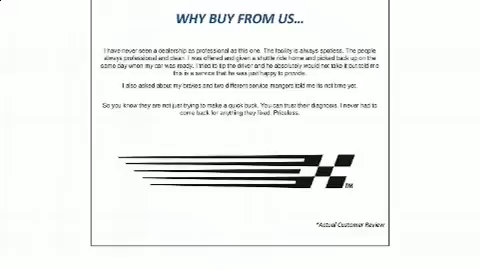 WHY BUY FROM US...
I have never seen a dealership as professional as this one. The facility is always spotless. The people
always professional and clean. I was offered and given a shuttle ride home and picked back up on the
same day when my car was ready. I tried to tip the driver and he absolutely would not take it but told me
this is a service that he was just happy to provide.
I also asked about my brakes and two different service mangers told me its not time yet.
So you know they are not just trying to make a quick buck. You can trust their diagnosis. I never had to
come back for anything they fixed. Priceless.
TM
*Actual Customer Review